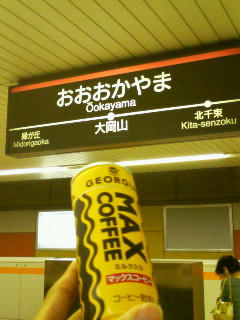 おおおかやま
Ōokayama
緑が丘
Midorigaoka
大岡山
北千束
Kita-senzoku
GEORGIA
MAX
COFFEE
ミルク入り
マックスコーヒー
コーヒー飲料